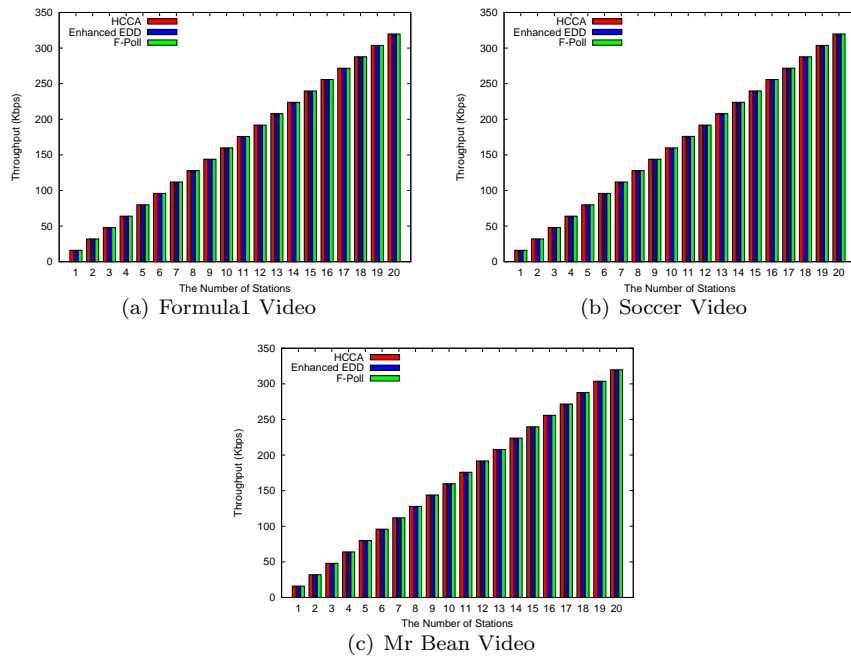 350
300
250
200
150
100
50
0
Throughput (Kbps)
HCCA
Enhanced EDD
F-Poll
1 2 3 4 5 6 7 8 9 10 11 12 13 14 15 16 17 18 19 20
The Number of Stations
(a) Formula1 Video
350
300
250
200
150
100
50
0
Throughput (Kbps)
HCCA
Enhanced EDD
F-Poll
1 2 3 4 5 6 7 8 9 10 11 12 13 14 15 16 17 18 19 20
The Number of Stations
(b) Soccer Video
350
300
250
200
150
100
50
0
Throughput (Kbps)
HCCA
Enhanced EDD
F-Poll
1 2 3 4 5 6 7 8 9 10 11 12 13 14 15 16 17 18 19 20
The Number of Stations
(c) Mr Bean Video